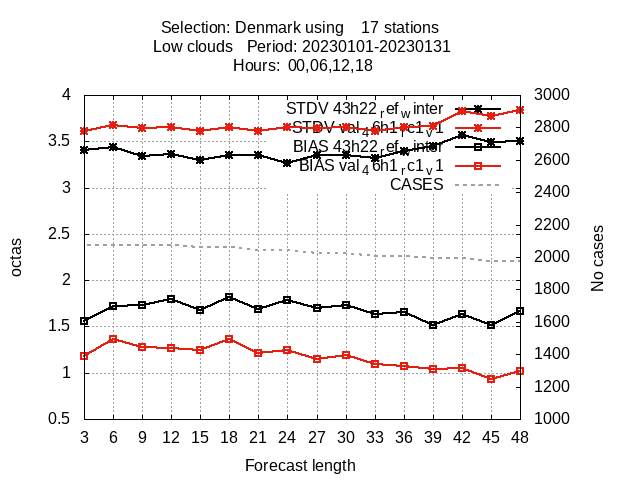 Selection: Denmark using    17 stations
Low clouds   Period: 20230101-20230131
Hours:  00,06,12,18
4
3.5
3
2.5
2
1.5
1
0.5
octas
3000
2800
2600
2400
2200
2000
1800
1600
1400
1200
1000
No cases
STDV 43h22_ref_winter
STDV val_46h1_rc1_v1
BIAS 43h22_ref_winter
BIAS val_46h1_rc1_v1
CASES
3 6 9 12 15 18 21 24 27 30 33 36 39 42 45 48
Forecast length